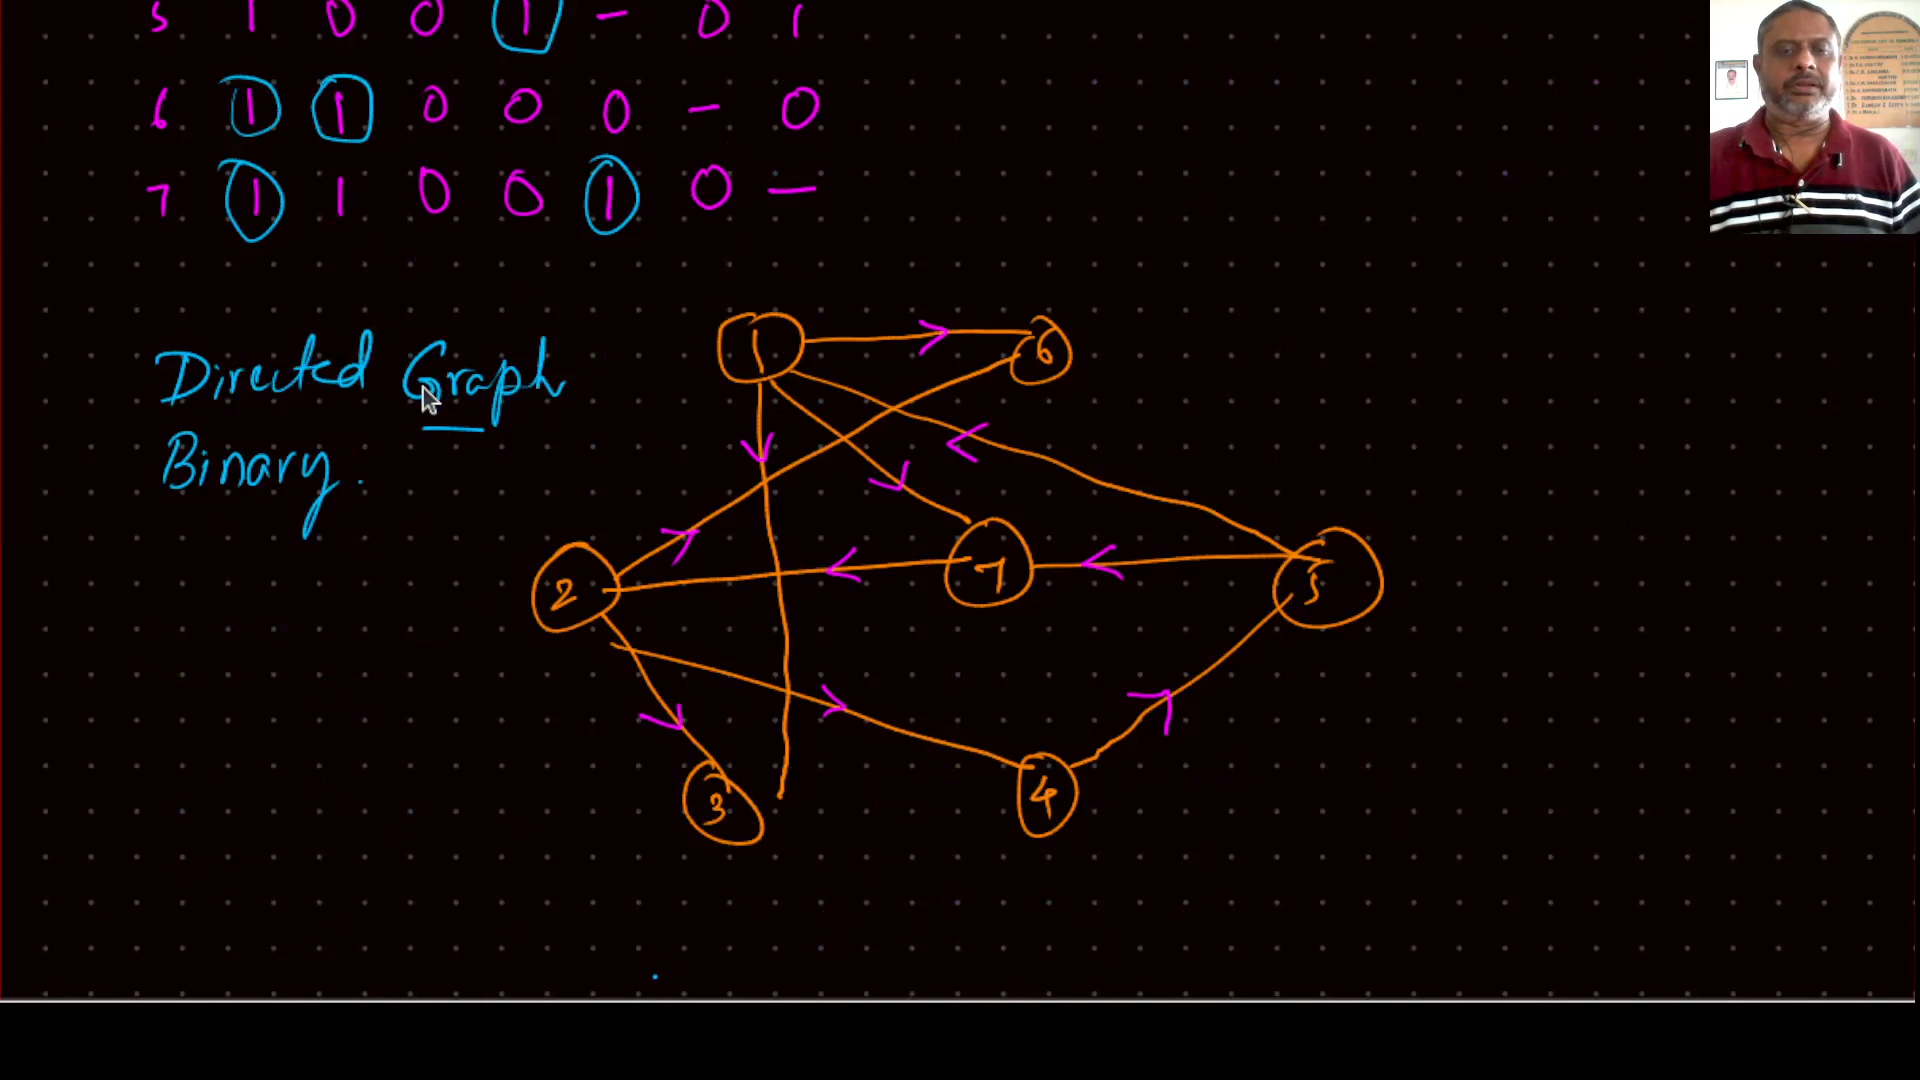 5 1 0 0 1 - 0 1
6 1 1 0 0 0 - 0
7 1 1 0 0 1 0 -
Directed Graph
Binary.
1
6
2
7
5
3
4